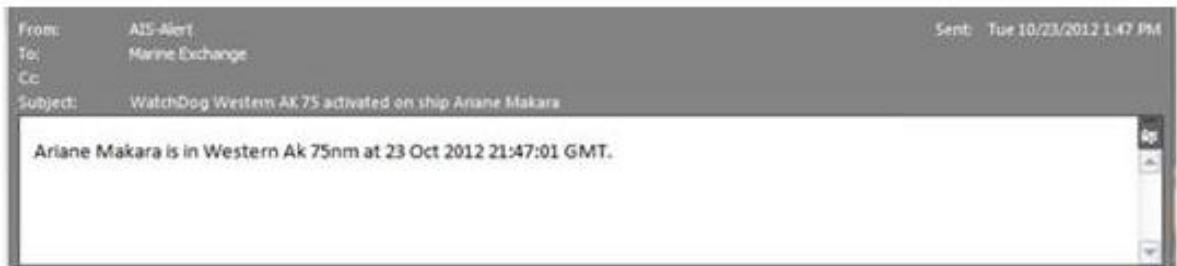 From: AIS-Alert Sent: Tue 10/23/2012 1:47 PM
To: Marine Exchange
Cc:
Subject: WatchDog Western AK 75 activated on ship Ariane Makara
Ariane Makara is in Western Ak 75nm at 23 Oct 2012 21:47:01 GMT.